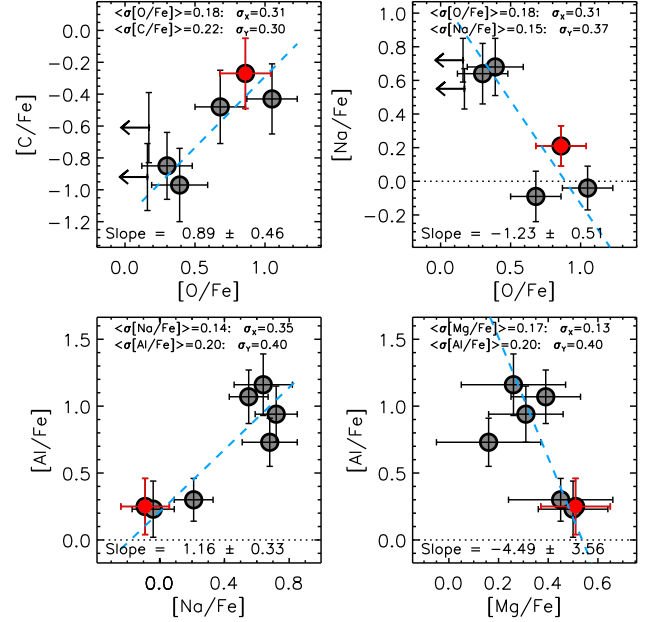 <σ[O/Fe]>=0.18: σX=0.31
<σ[C/Fe]>=0.22: σY=0.30
0.0
-0.2
-0.4
-0.6
-0.8
-1.0
-1.2
[C/Fe]
Slope = 0.89 ± 0.46
0.0 0.5 1.0
[O/Fe]
<σ[O/Fe]>=0.18: σX=0.31
<σ[Na/Fe]>=0.15: σY=0.37
1.0
0.8
0.6
0.4
0.2
0.0
-0.2
[Na/Fe]
Slope = -1.23 ± 0.51
0.0 0.5 1.0
[O/Fe]
<σ[Na/Fe]>=0.14: σX=0.35
<σ[Al/Fe]>=0.20: σY=0.40
1.5
1.0
0.5
0.0
[Al/Fe]
Slope = 1.16 ± 0.33
0.0 0.4 0.8
[Na/Fe]
<σ[Mg/Fe]>=0.17: σX=0.13
<σ[Al/Fe]>=0.20: σY=0.40
1.5
1.0
0.5
0.0
[Al/Fe]
Slope = -4.49 ± 3.56
0.0 0.2 0.4 0.6
[Mg/Fe]